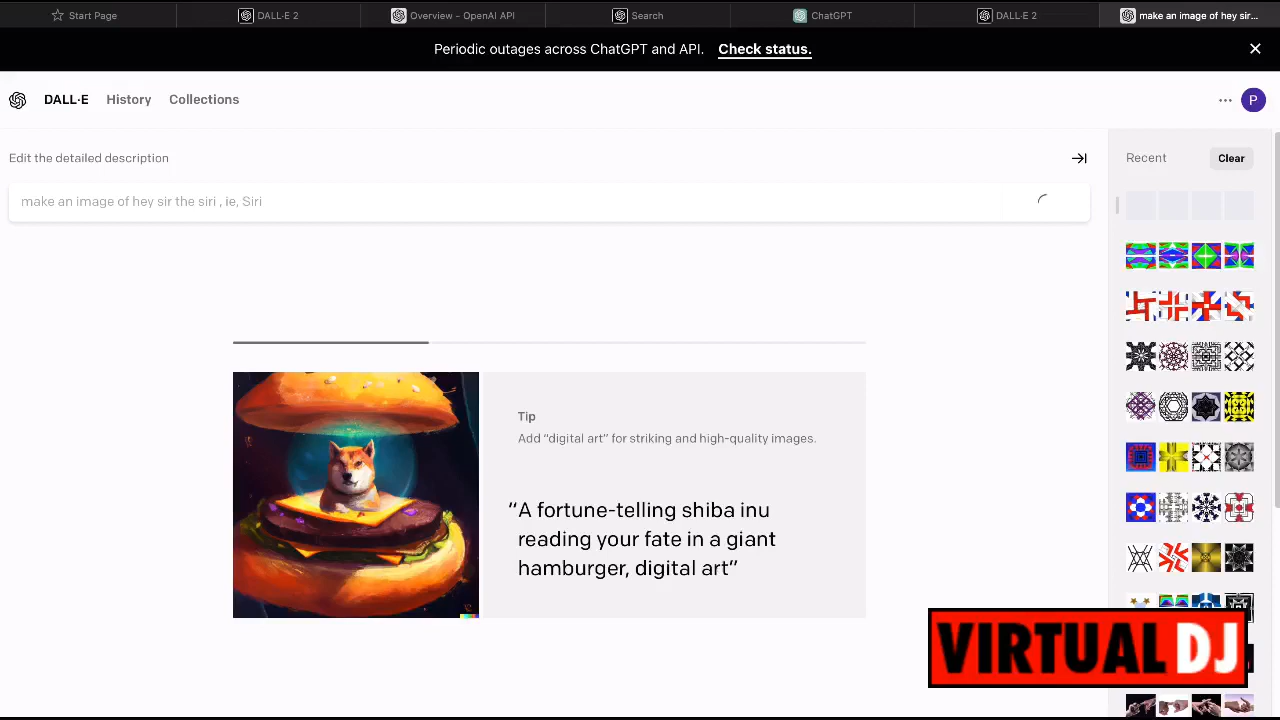 Start Page
DALL·E 2
Overview – OpenAI API
Search
ChatGPT
DALL·E 2
make an image of hey sir...
Periodic outages across ChatGPT and API. Check status.
DALL·E
History
Collections
P
Edit the detailed description
Recent
Clear
make an image of hey sir the siri , ie, Siri
Tip
Add “digital art” for striking and high-quality images.
“A fortune-telling shiba inu
reading your fate in a giant
hamburger, digital art”
VIRTUAL DJ